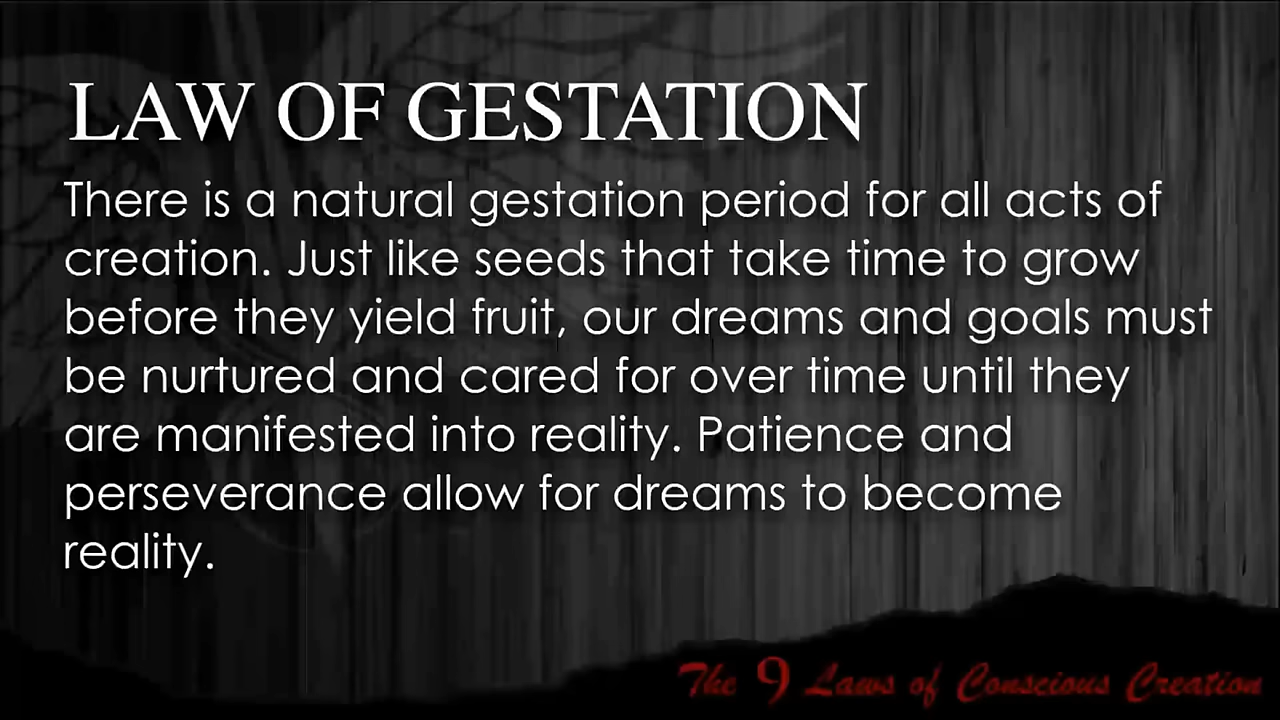 LAW OF GESTATION
There is a natural gestation period for all acts of
creation. Just like seeds that take time to grow
before they yield fruit, our dreams and goals must
be nurtured and cared for over time until they
are manifested into reality. Patience and
perseverance allow for dreams to become
reality.
The 9 Laws of Conscious Creation